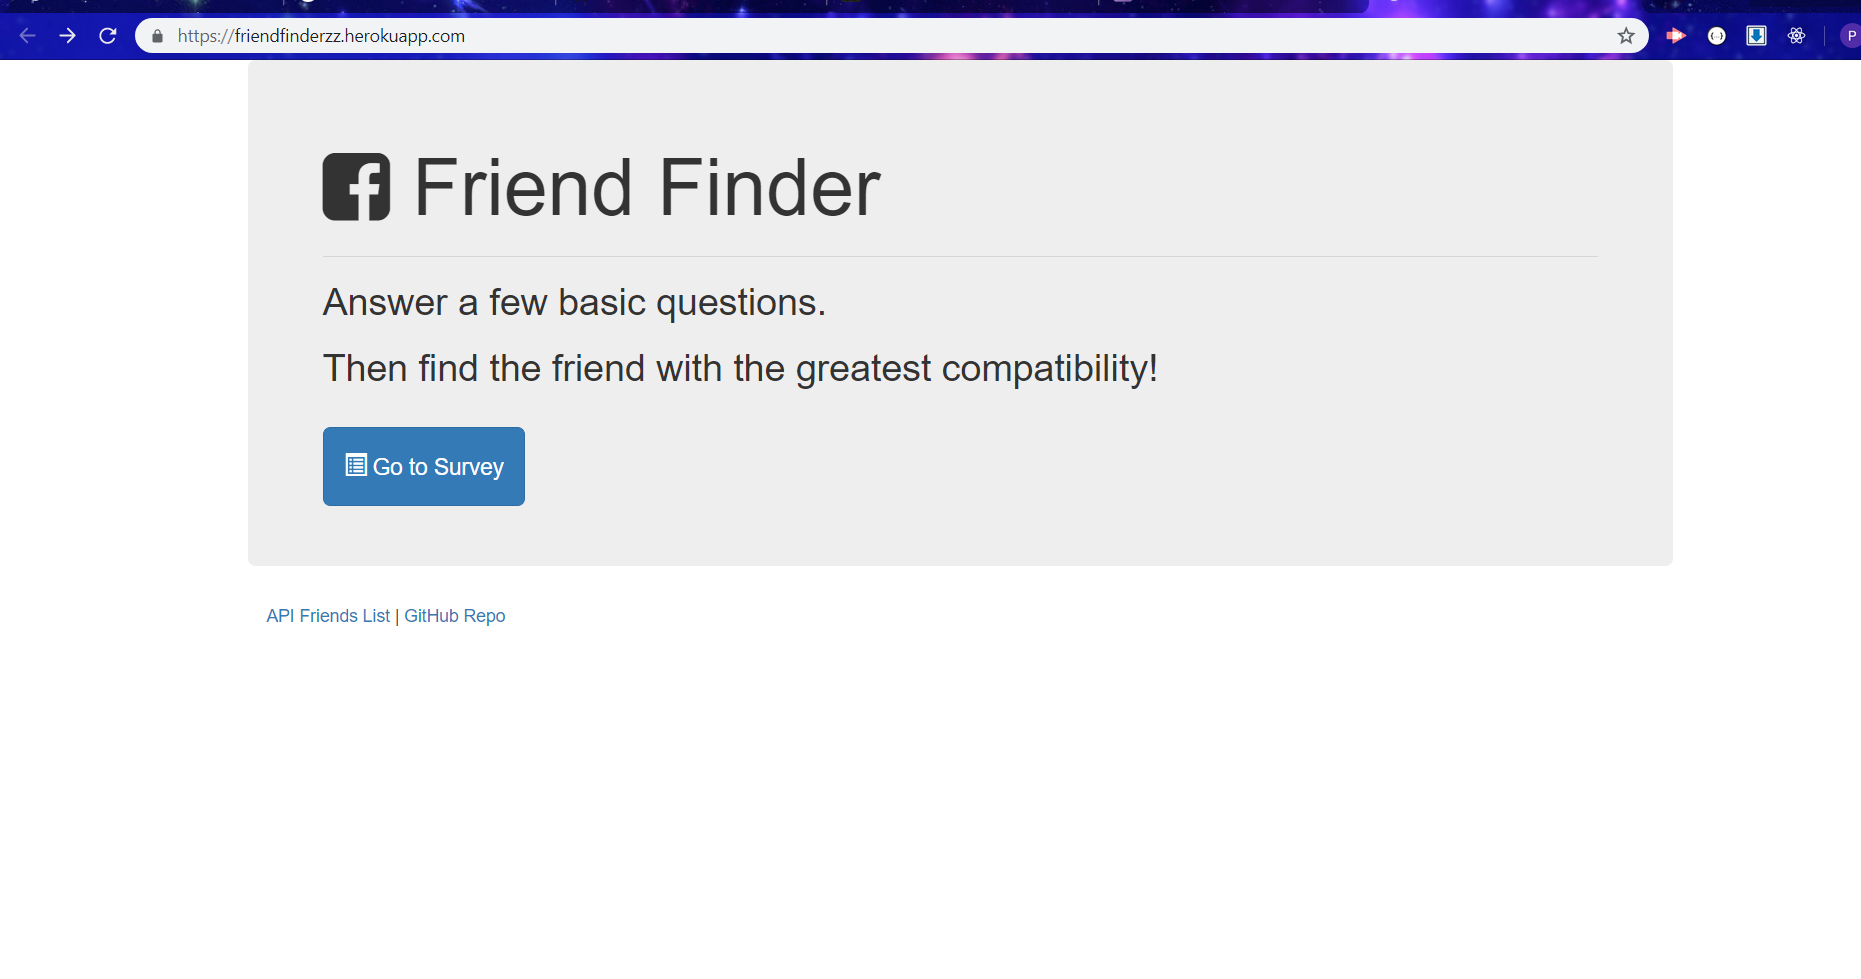 https://friendfinderzz.herokuapp.com
P
Friend Finder
Answer a few basic questions.
Then find the friend with the greatest compatibility!
Go to Survey
API Friends List | GitHub Repo